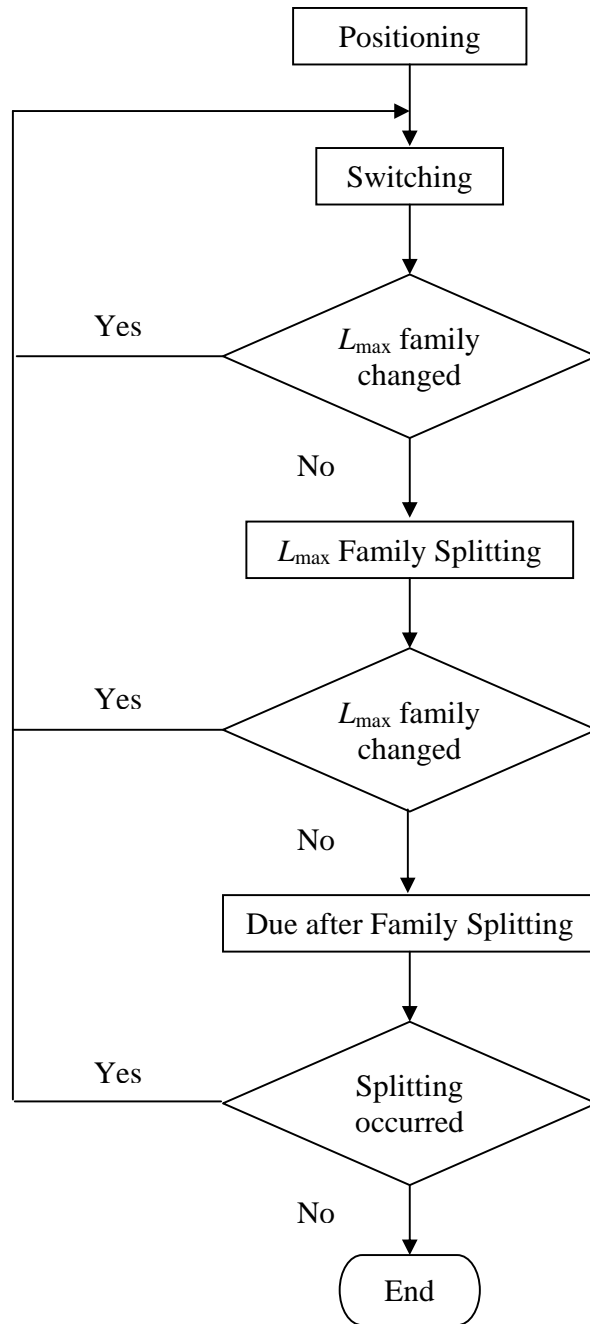 Positioning
Switching
Yes
Lmax family
changed
No
Lmax Family Splitting
Yes
Lmax family
changed
No
Due after Family Splitting
Yes
Splitting
occurred
No
End